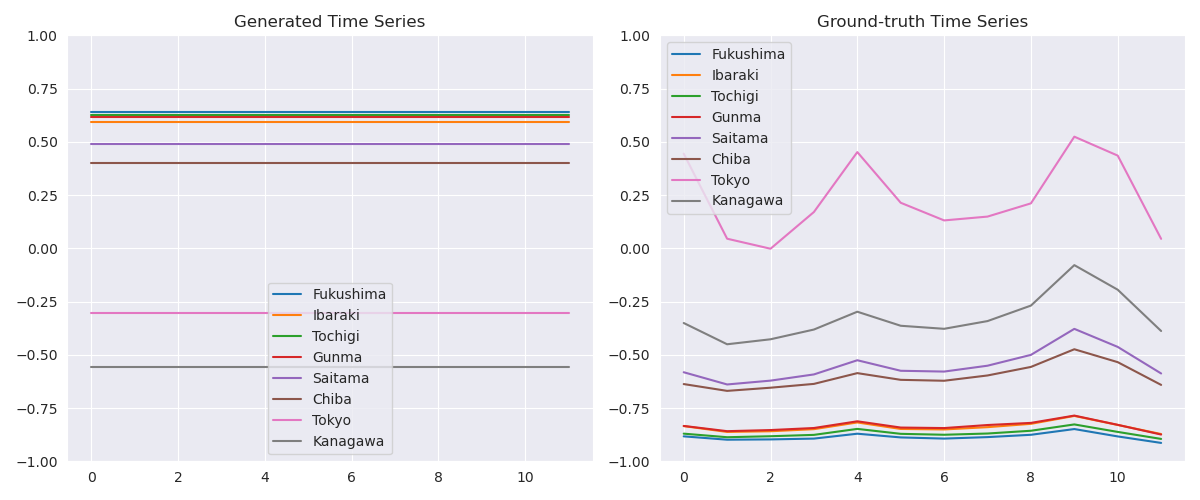 Generated Time Series
1.00
0.75
0.50
0.25
0.00
−0.25
−0.50
−0.75
−1.00
0 2 4 6 8 10
Fukushima
Ibaraki
Tochigi
Gunma
Saitama
Chiba
Tokyo
Kanagawa
Ground-truth Time Series
1.00
0.75
0.50
0.25
0.00
−0.25
−0.50
−0.75
−1.00
0 2 4 6 8 10
Fukushima
Ibaraki
Tochigi
Gunma
Saitama
Chiba
Tokyo
Kanagawa